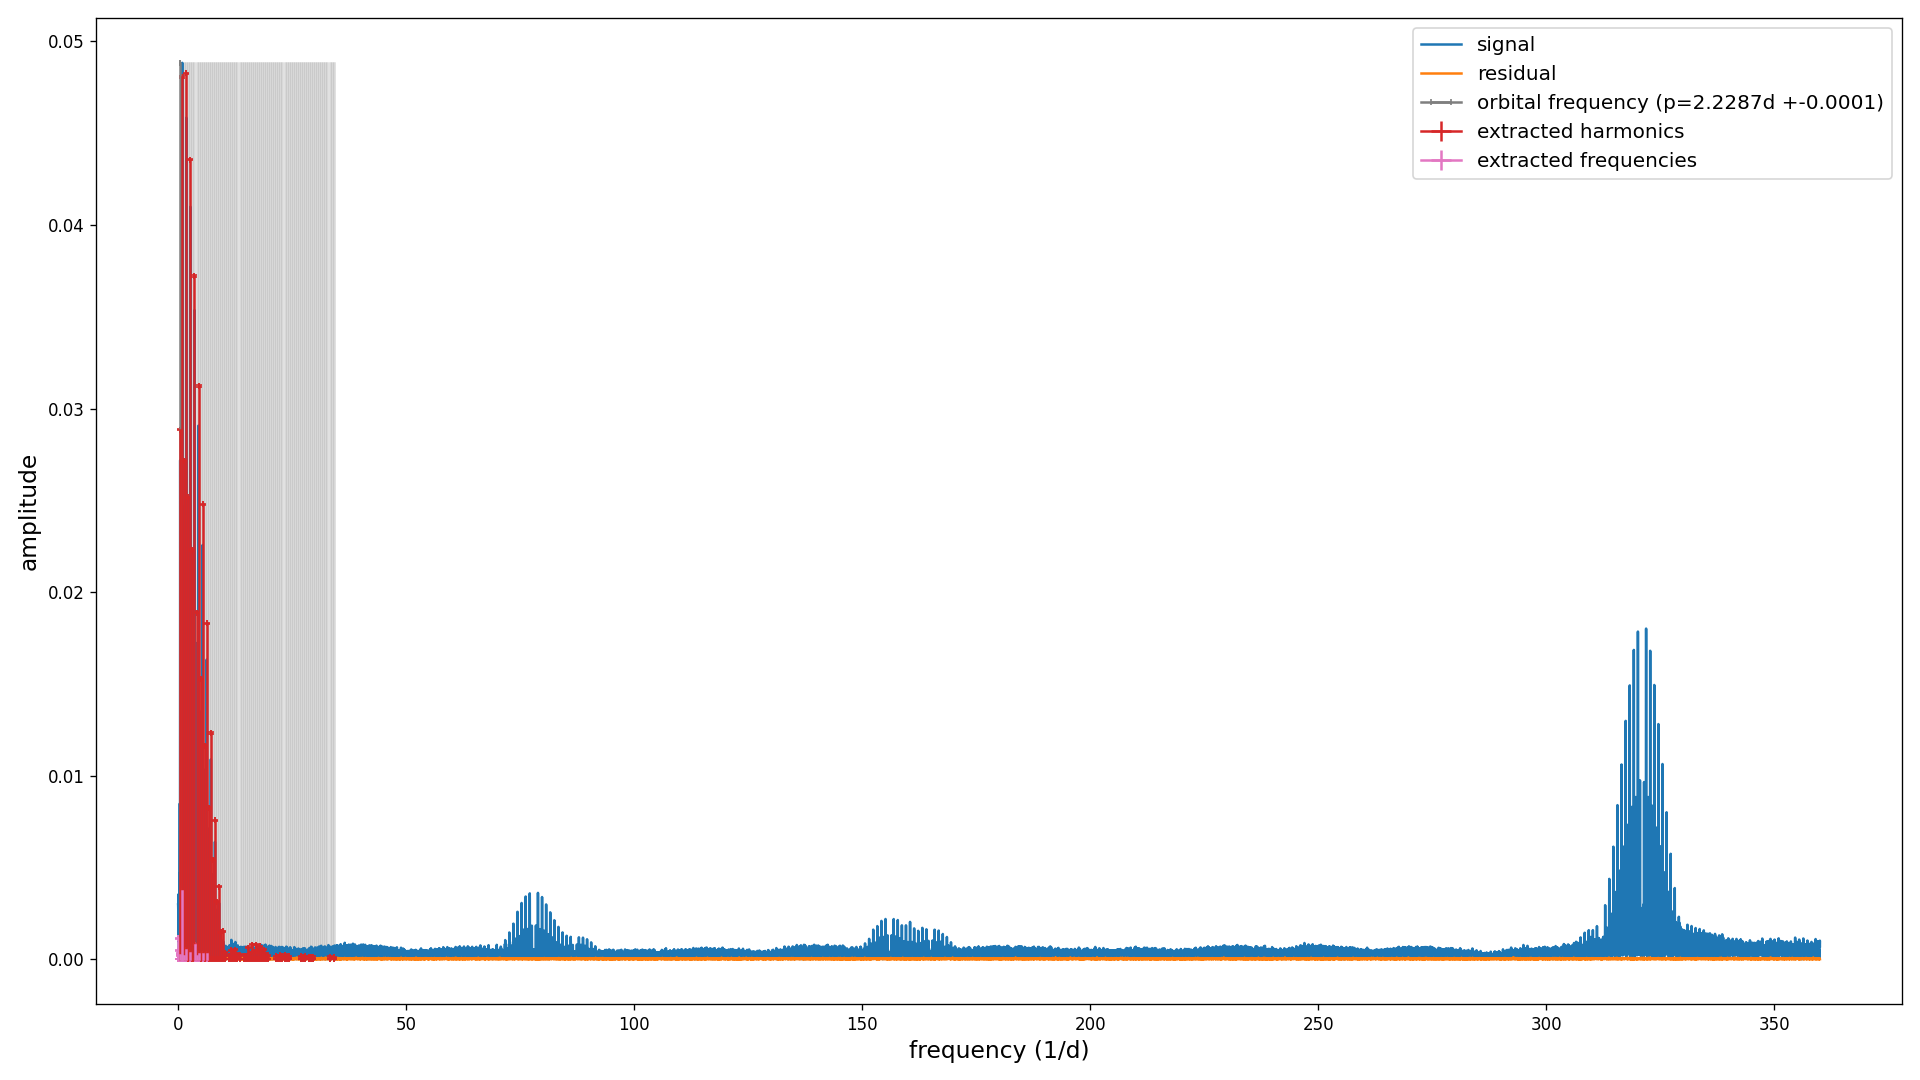 0.05
0.04
0.03
0.02
0.01
0.00
amplitude
0
50
100
150
200
250
300
350
frequency (1/d)
signal
residual
orbital frequency (p=2.2287d +-0.0001)
extracted harmonics
extracted frequencies